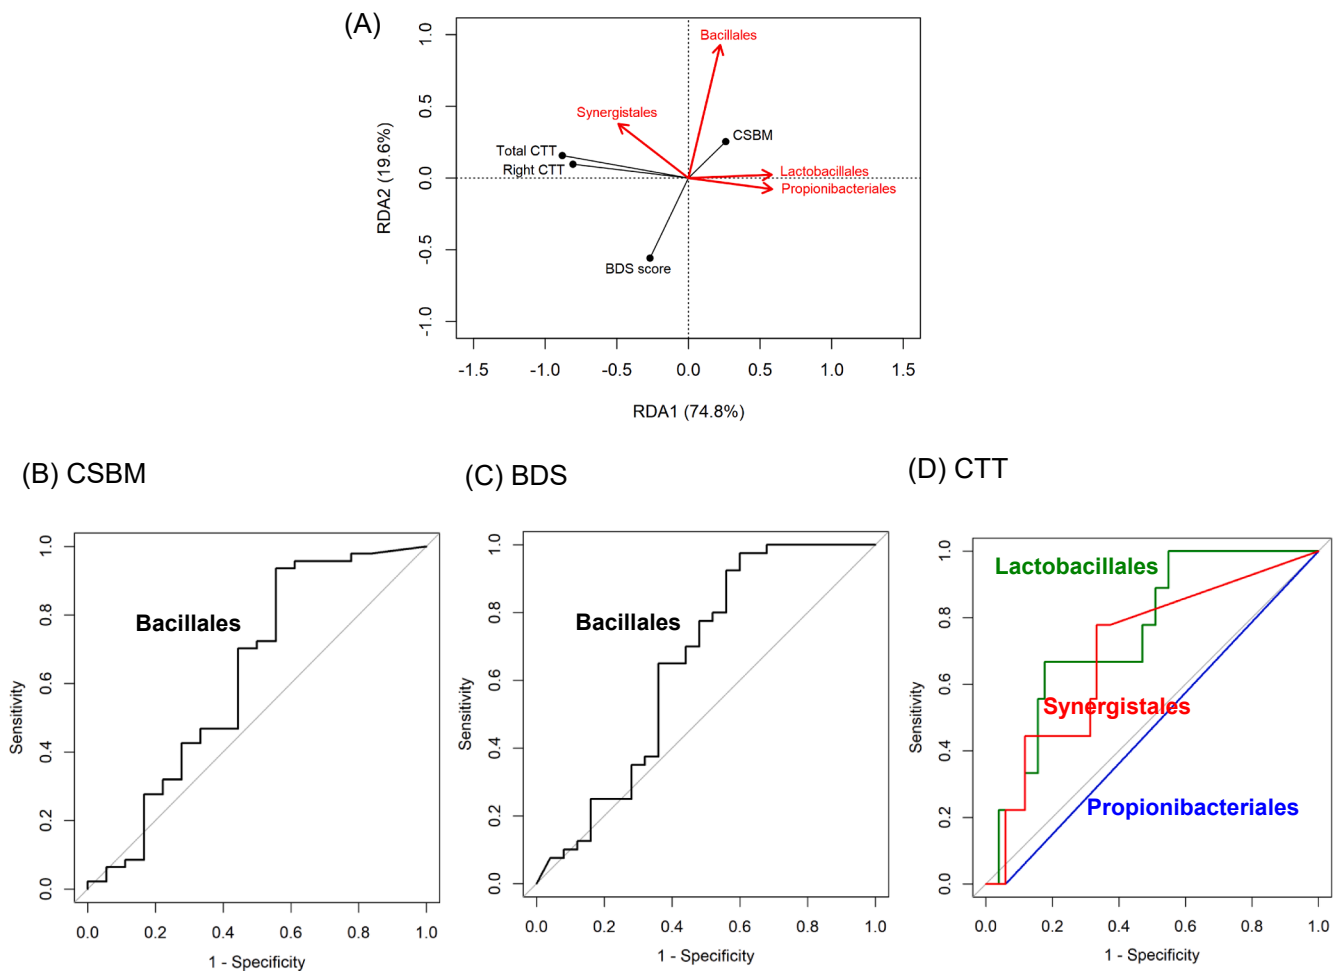 (A)
RDA2 (19.6%)
1.0
0.5
0.0
-0.5
-1.0
Bacillales
Synergistales
CSBM
Total CTT
Right CTT
Lactobacillales
Propionibacteriales
BDS score
-1.5 -1.0 -0.5 0.0 0.5 1.0 1.5
RDA1 (74.8%)
(B) CSBM
Sensitivity
1.0
0.8
0.6
0.4
0.2
0.0
Bacillales
0.0 0.2 0.4 0.6 0.8 1.0
1 - Specificity
(C) BDS
Sensitivity
1.0
0.8
0.6
0.4
0.2
0.0
Bacillales
0.0 0.2 0.4 0.6 0.8 1.0
1 - Specificity
(D) CTT
Sensitivity
1.0
0.8
0.6
0.4
0.2
0.0
Lactobacillales
Synergistales
Propionibacteriales
0.0 0.2 0.4 0.6 0.8 1.0
1 - Specificity